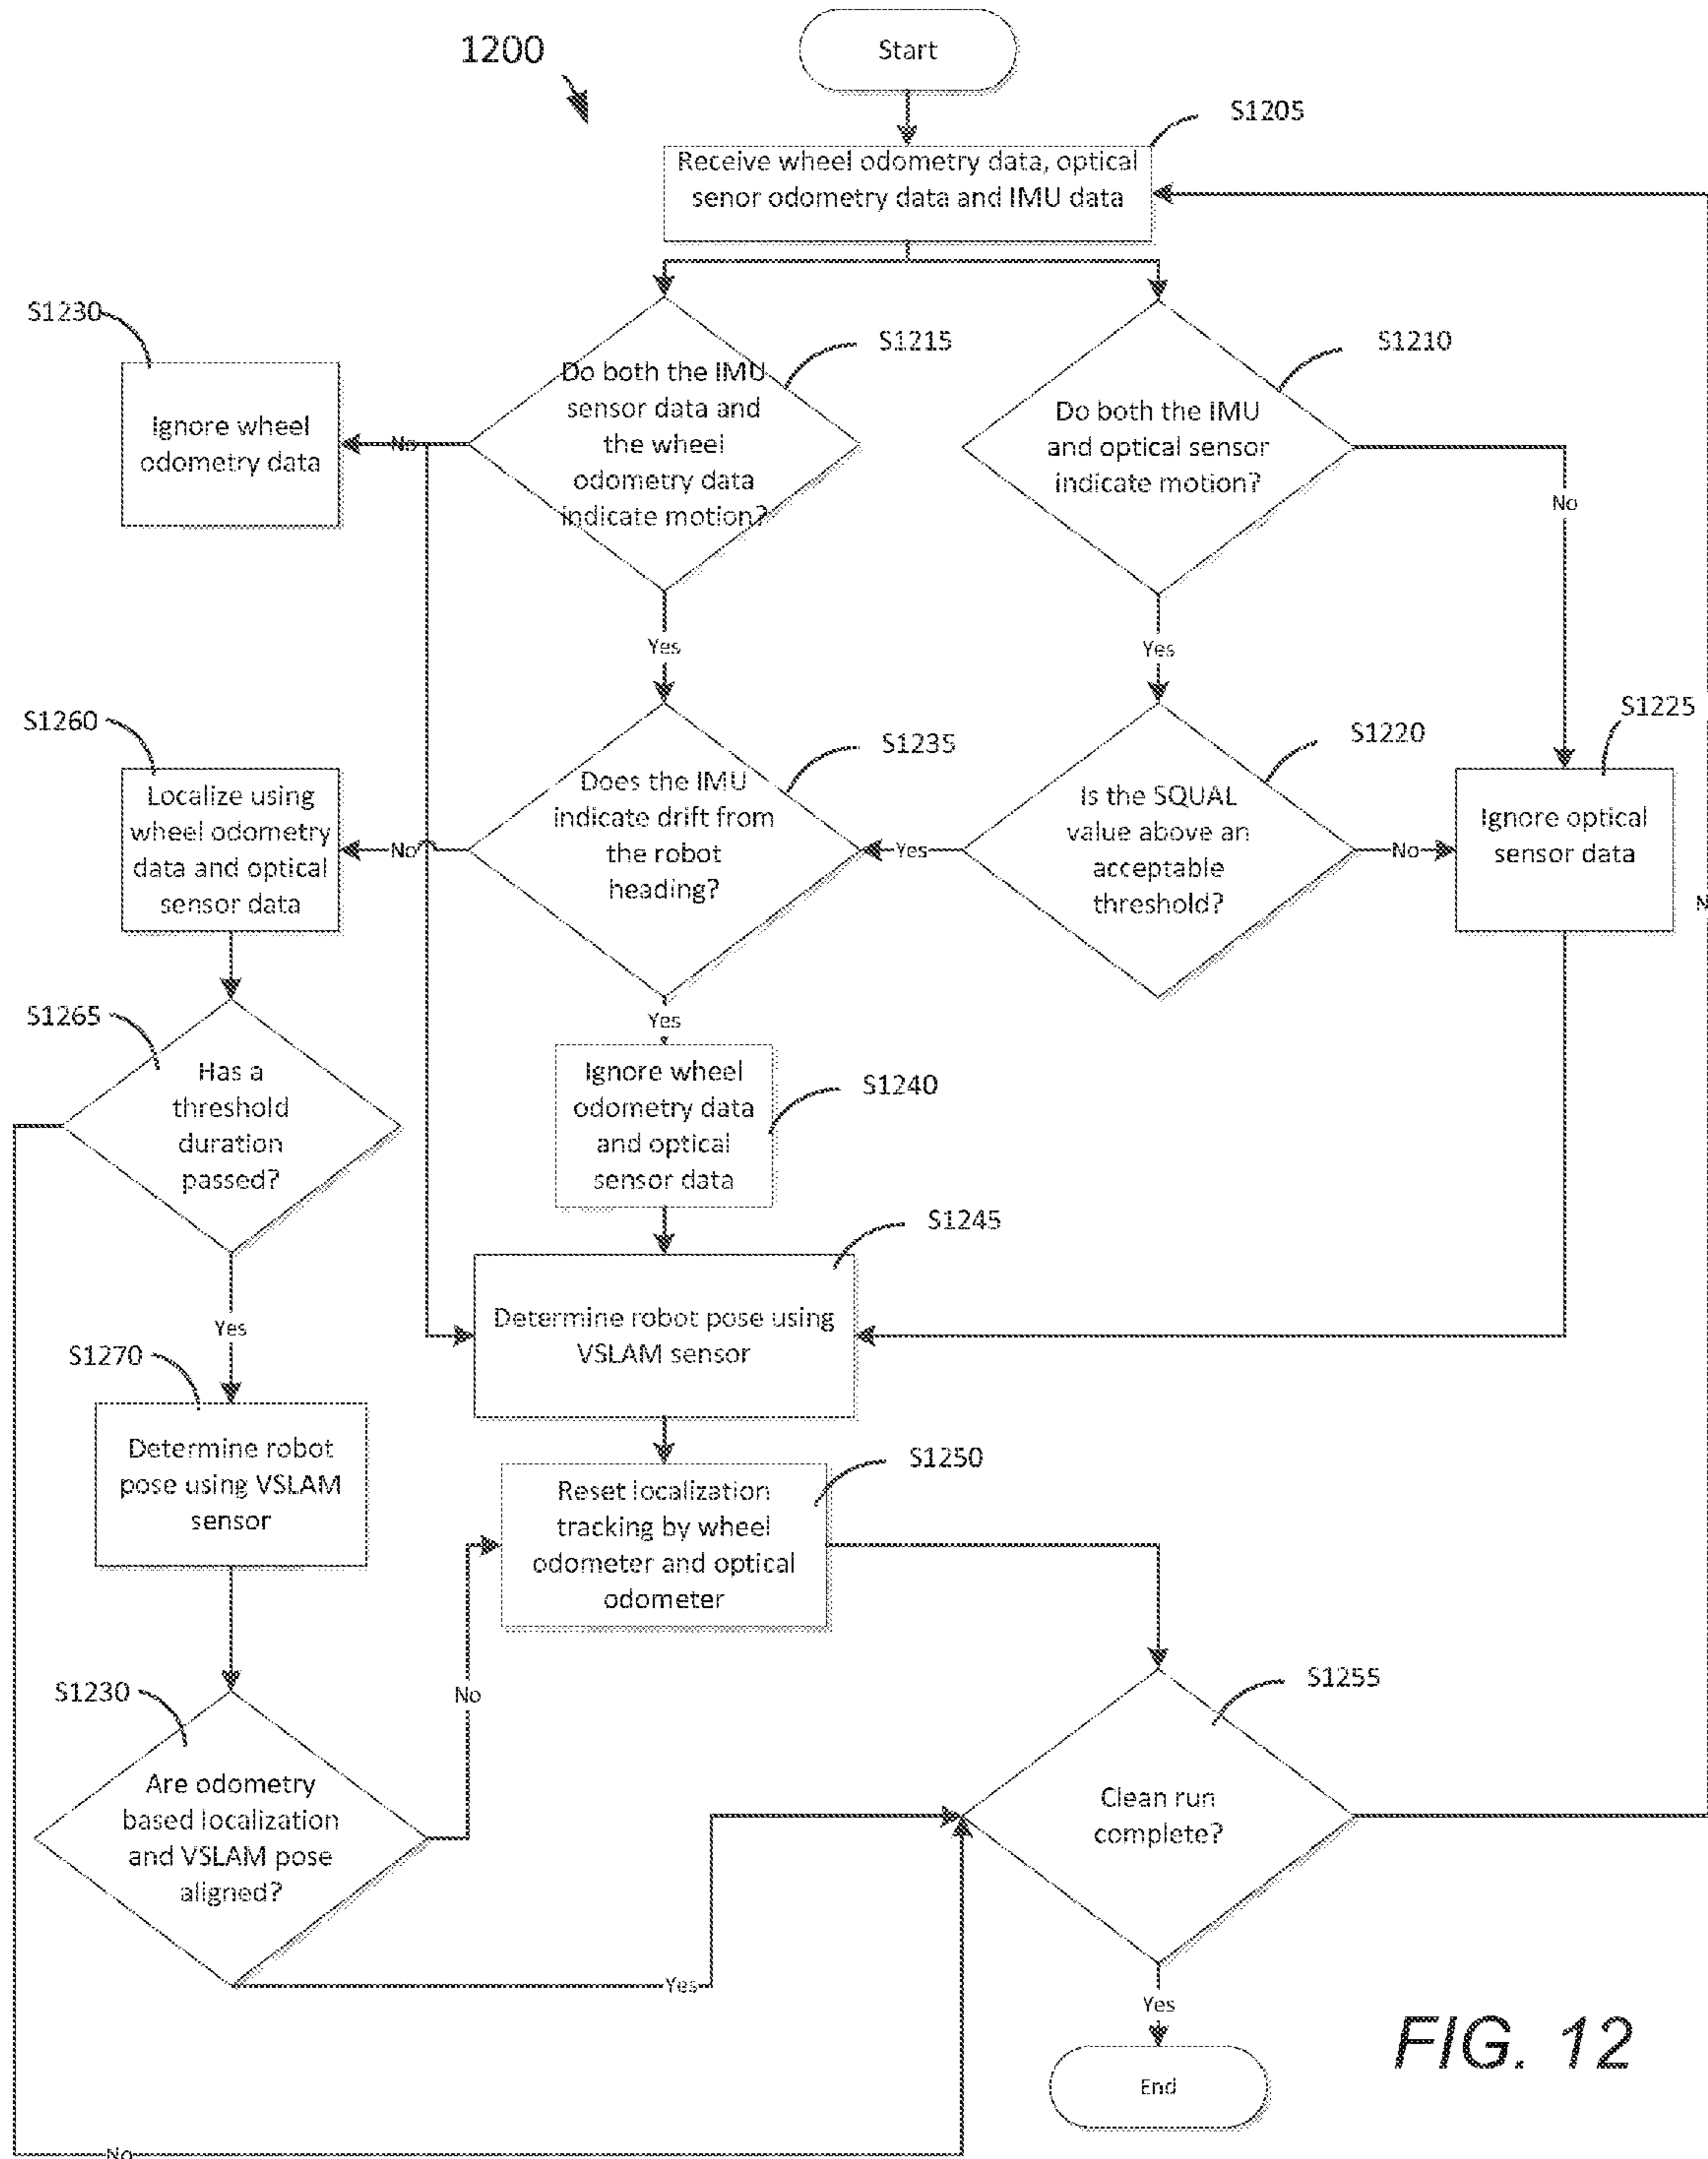 1200
Start
S1205
Receive wheel odometry data, optical
senor odometry data and IMU data
S1230
Ignore wheel
odometry data
No
S1215
Do both the IMU
sensor data and
the wheel
odometry data
indicate motion?
Yes
S1210
Do both the IMU
and optical sensor
indicate motion?
No
Yes
S1260
Localize using
wheel odometry
data and optical
sensor data
No
S1235
Does the IMU
indicate drift from
the robot
heading?
Yes
Yes
S1220
Is the SQUAL
value above an
acceptable
threshold?
No
S1225
Ignore optical
sensor data
N
S1265
Has a
threshold
duration
passed?
Yes
S1240
Ignore wheel
odometry data
and optical
sensor data
S1245
Determine robot pose using
VSLAM sensor
S1270
Determine robot
pose using VSLAM
sensor
S1250
Reset localization
tracking by wheel
odometer and optical
odometer
S1230
Are odometry
based localization
and VSLAM pose
aligned?
No
Yes
S1255
Clean run
complete?
Yes
End
No
FIG. 12